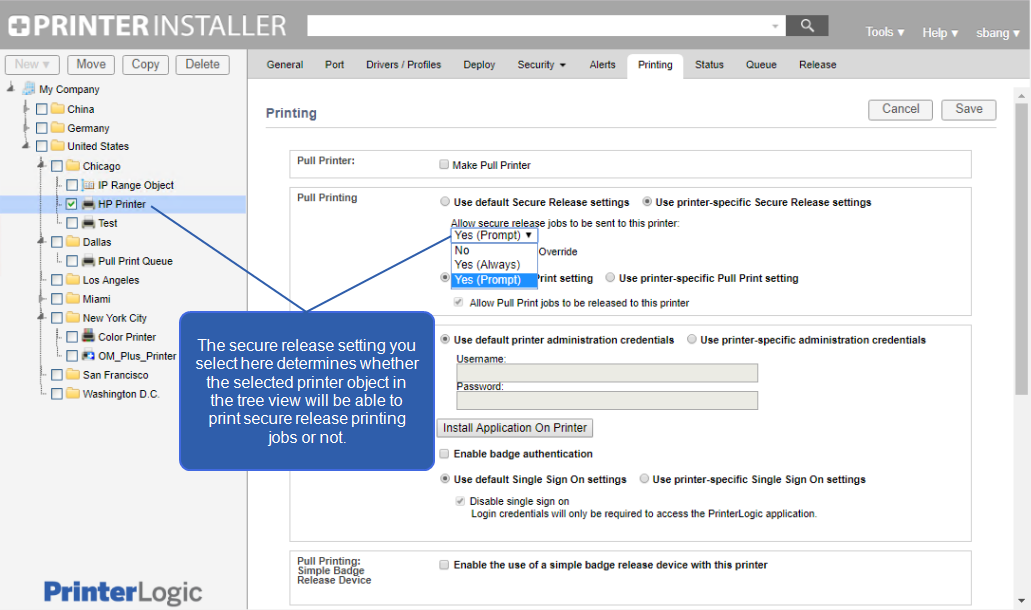 PRINTERINSTALLER
Tools ▾ Help ▾ sbang ▾
New ▾ Move Copy Delete
General Port Drivers / Profiles Deploy Security ▾ Alerts Printing Status Queue Release
My Company
China
Germany
United States
Chicago
IP Range Object
HP Printer
Test
Dallas
Pull Print Queue
Los Angeles
Miami
New York City
Color Printer
OM_Plus_Printer
San Francisco
Washington D.C.
PrinterLogic
Printing
Cancel Save
Pull Printer:
Make Pull Printer
Pull Printing
Use default Secure Release settings Use printer-specific Secure Release settings
Allow secure release jobs to be sent to this printer:
Yes (Prompt) ▾
No
Override
Yes (Always)
Yes (Prompt)
Print setting Use printer-specific Pull Print setting
Allow Pull Print jobs to be released to this printer
Use default printer administration credentials Use printer-specific administration credentials
Username:
Password:
Install Application On Printer
Enable badge authentication
Use default Single Sign On settings Use printer-specific Single Sign On settings
Disable single sign on
Login credentials will only be required to access the PrinterLogic application.
Pull Printing:
Simple Badge
Release Device
Enable the use of a simple badge release device with this printer
The secure release setting you
select here determines whether
the selected printer object in
the tree view will be able to
print secure release printing
jobs or not.